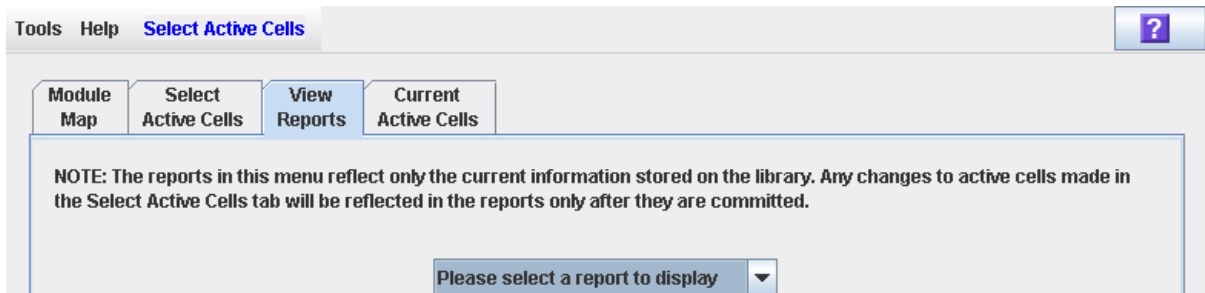 Tools Help Select Active Cells ?
Module Map
Select Active Cells
View Reports
Current Active Cells
NOTE: The reports in this menu reflect only the current information stored on the library. Any changes to active cells made in
the Select Active Cells tab will be reflected in the reports only after they are committed.
Please select a report to display